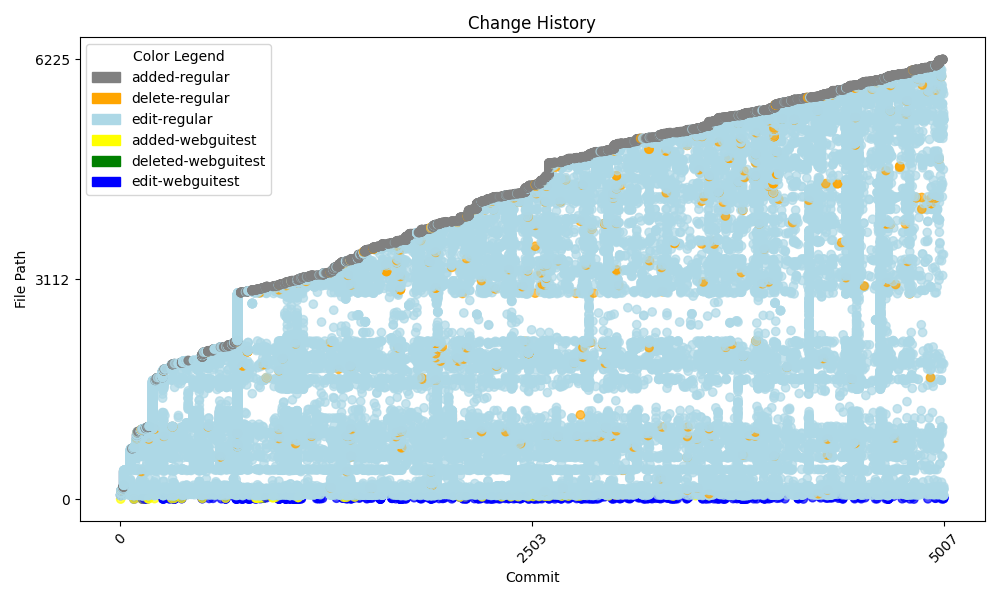 Change History
6225
3112
0
File Path
Color Legend
added-regular
delete-regular
edit-regular
added-webguitest
deleted-webguitest
edit-webguitest
0
2503
5007
Commit